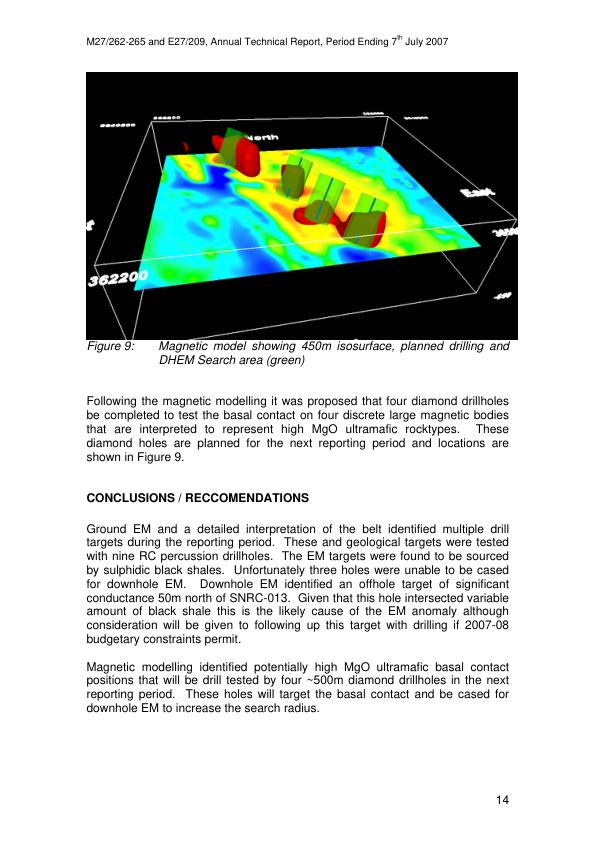 M27/262-265 and E27/209, Annual Technical Report, Period Ending 7th July 2007
North
East
362200
Figure 9: Magnetic model showing 450m isosurface, planned drilling and
DHEM Search area (green)
Following the magnetic modelling it was proposed that four diamond drillholes
be completed to test the basal contact on four discrete large magnetic bodies
that are interpreted to represent high MgO ultramafic rocktypes. These
diamond holes are planned for the next reporting period and locations are
shown in Figure 9.
CONCLUSIONS / RECCOMENDATIONS
Ground EM and a detailed interpretation of the belt identified multiple drill
targets during the reporting period. These and geological targets were tested
with nine RC percussion drillholes. The EM targets were found to be sourced
by sulphidic black shales. Unfortunately three holes were unable to be cased
for downhole EM. Downhole EM identified an offhole target of significant
conductance 50m north of SNRC-013. Given that this hole intersected variable
amount of black shale this is the likely cause of the EM anomaly although
consideration will be given to following up this target with drilling if 2007-08
budgetary constraints permit.
Magnetic modelling identified potentially high MgO ultramafic basal contact
positions that will be drill tested by four ~500m diamond drillholes in the next
reporting period. These holes will target the basal contact and be cased for
downhole EM to increase the search radius.
14